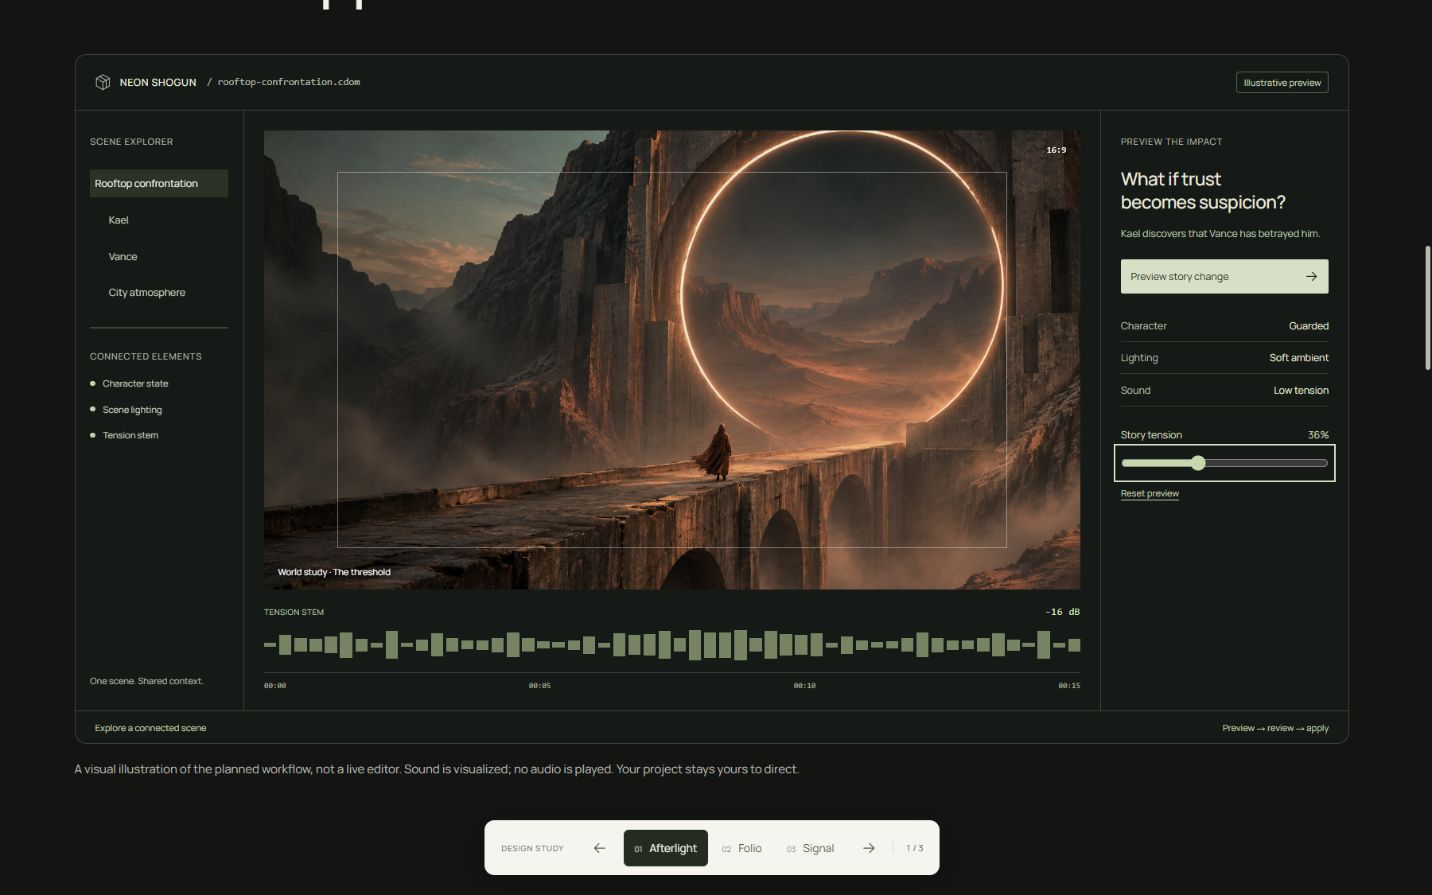 NEON SHOGUN / rooftop-confrontation.cdom
Illustrative preview
SCENE EXPLORER
Rooftop confrontation
Kael
Vance
City atmosphere
CONNECTED ELEMENTS
Character state
Scene lighting
Tension stem
One scene. Shared context.
16:9
World study · The threshold
TENSION STEM
-16 dB
00:00 00:05 00:10 00:15
PREVIEW THE IMPACT
What if trust
becomes suspicion?
Kael discovers that Vance has betrayed him.
Preview story change →
Character Guarded
Lighting Soft ambient
Sound Low tension
Story tension 36%
Reset preview
Explore a connected scene
Preview → review → apply
A visual illustration of the planned workflow, not a live editor. Sound is visualized; no audio is played. Your project stays yours to direct.
DESIGN STUDY ← 01 Afterlight 02 Folio 03 Signal → 1 / 3